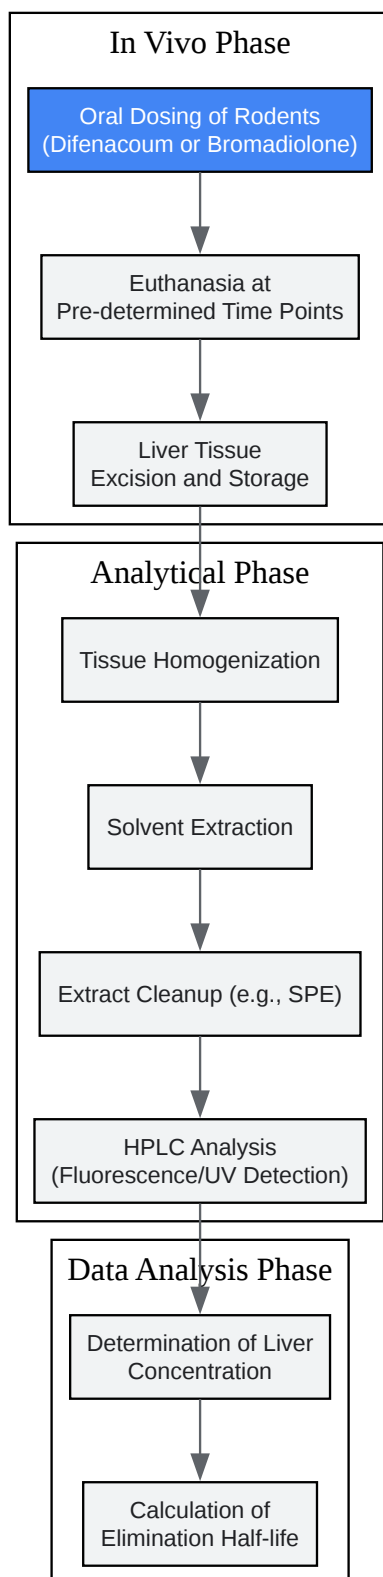 In Vivo Phase
Oral Dosing of Rodents
(Difenacoum or Bromadiolone)
Euthanasia at
Pre-determined Time Points
Liver Tissue
Excision and Storage
Analytical Phase
Tissue Homogenization
Solvent Extraction
Extract Cleanup (e.g., SPE)
HPLC Analysis
(Fluorescence/UV Detection)
Data Analysis Phase
Determination of Liver
Concentration
Calculation of
Elimination Half-life